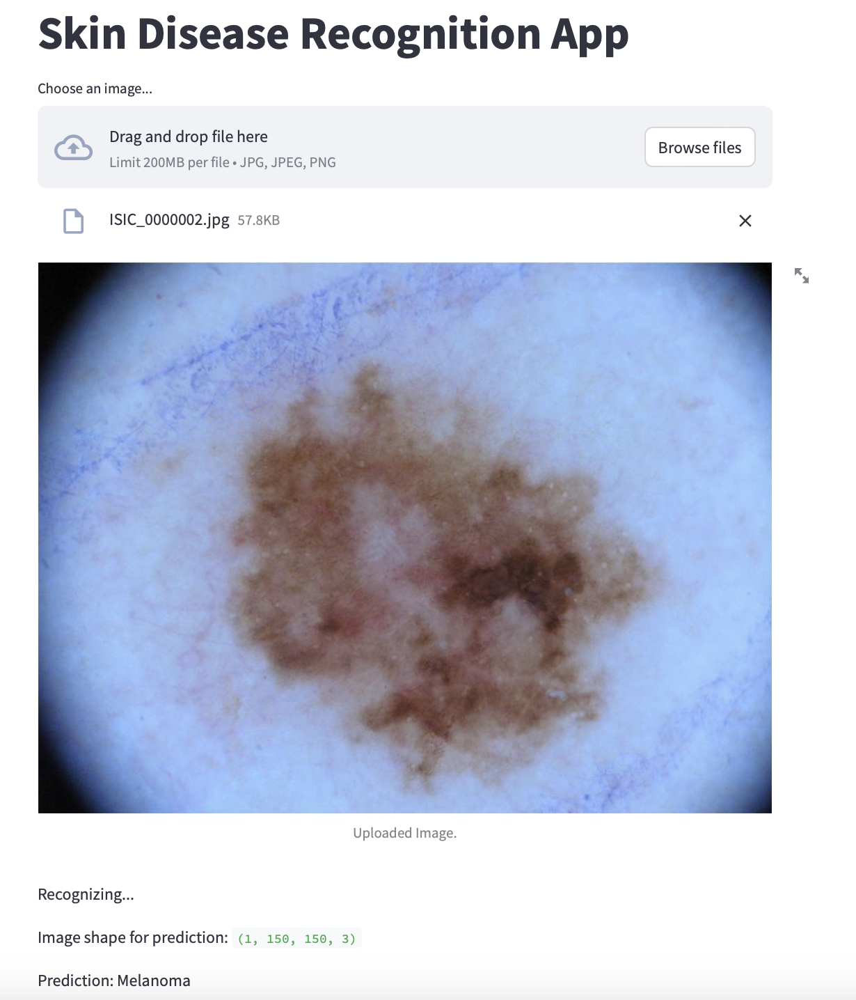 Skin Disease Recognition App
Choose an image...
Drag and drop file here
Browse files
Limit 200MB per file • JPG, JPEG, PNG
ISIC_0000002.jpg 57.8KB
Uploaded Image.
Recognizing...
Image shape for prediction: (1, 150, 150, 3)
Prediction: Melanoma